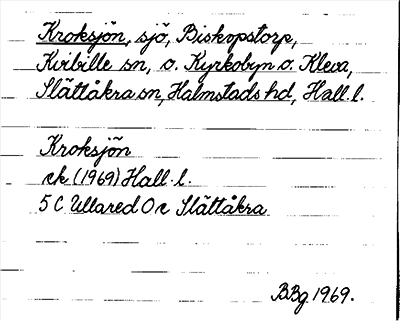 Kroksjön, sjö, Biskopstorp,
Kvibille sn, o. Kyrkobyn o. Kleva,
Slättåkra sn, Halmstads hd, Hall. l.
Kroksjön
ek (1969) Hall. l.
5 C Ullared O e Slättåkra
BBg 1969.